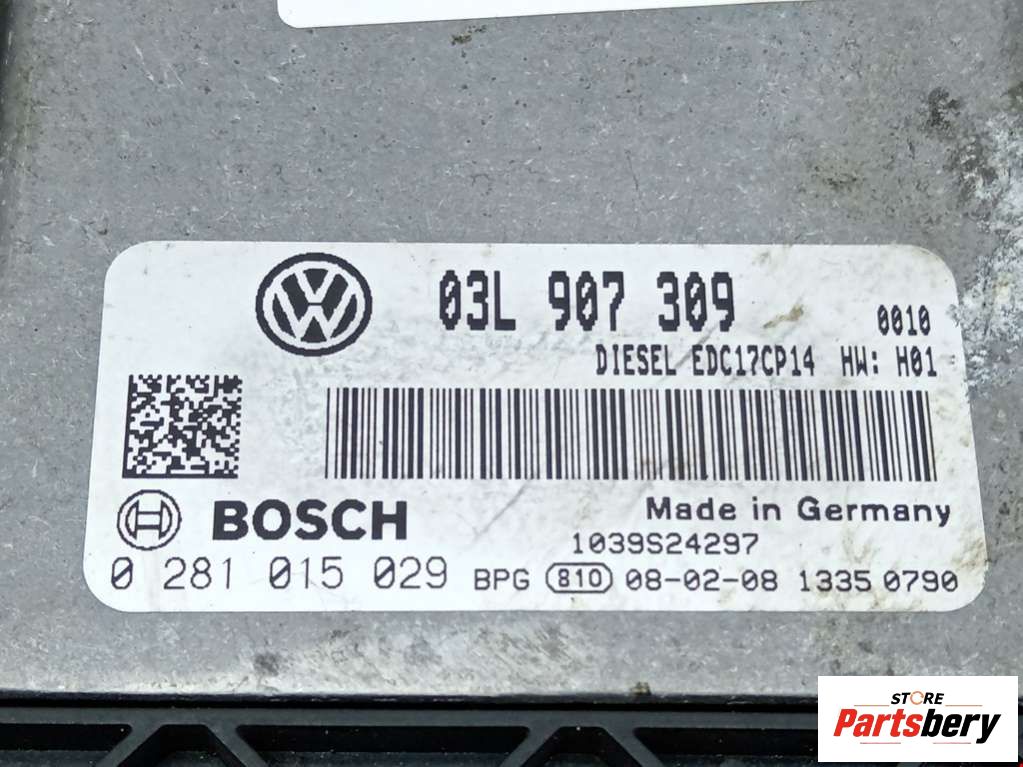 03L 907 309
0010
DIESEL EDC17CP14 HW: H01
BOSCH
Made in Germany
1039S24297
0 281 015 029 BPG 810 08-02-08 1335 0790
STORE
Partsbery